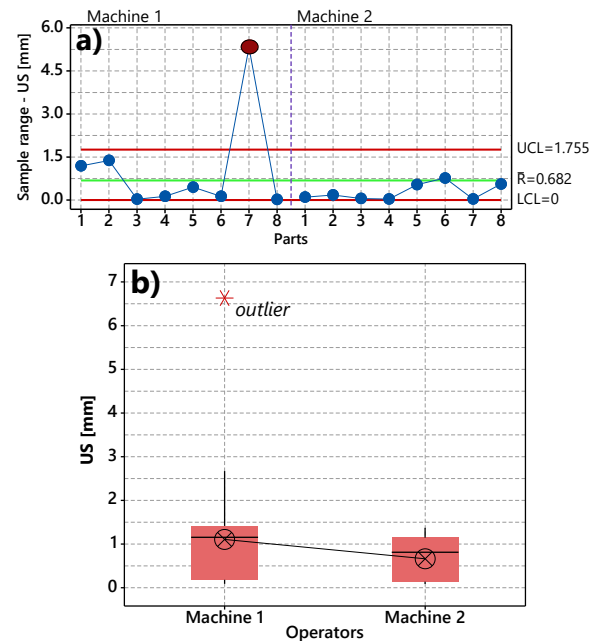 Machine 1 Machine 2
a)
Sample range - US [mm]
6.0
4.5
3.0
1.5
0.0
UCL=1.755
R̄=0.682
LCL=0
1 2 3 4 5 6 7 8 1 2 3 4 5 6 7 8
Parts
b)
US [mm]
7
6
5
4
3
2
1
0
outlier
Machine 1 Machine 2
Operators